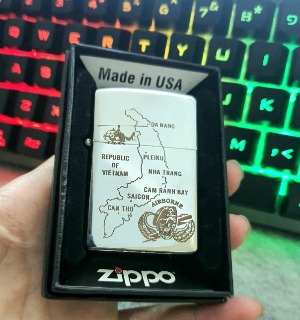 Made in USA
DA NANG
REPUBLIC
OF
VIETNAM
PLEIKU
NHA TRANG
CAM RANH BAY
SAIGON
AIRBORNE
CAN THO
zippo
W
E
R
T
Y
U
I